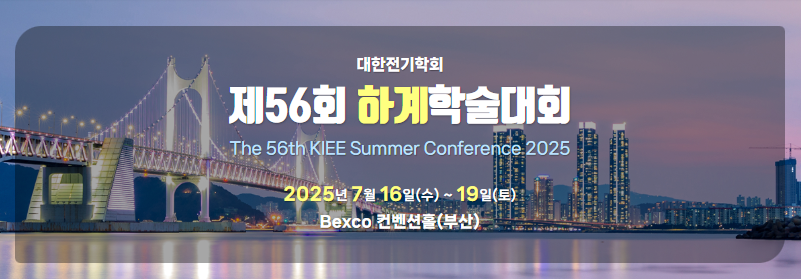 대한전기학회
제56회 하계학술대회
The 56th KIEE Summer Conference 2025
2025년 7월 16일(수) ~ 19일(토)
Bexco 컨벤션홀(부산)